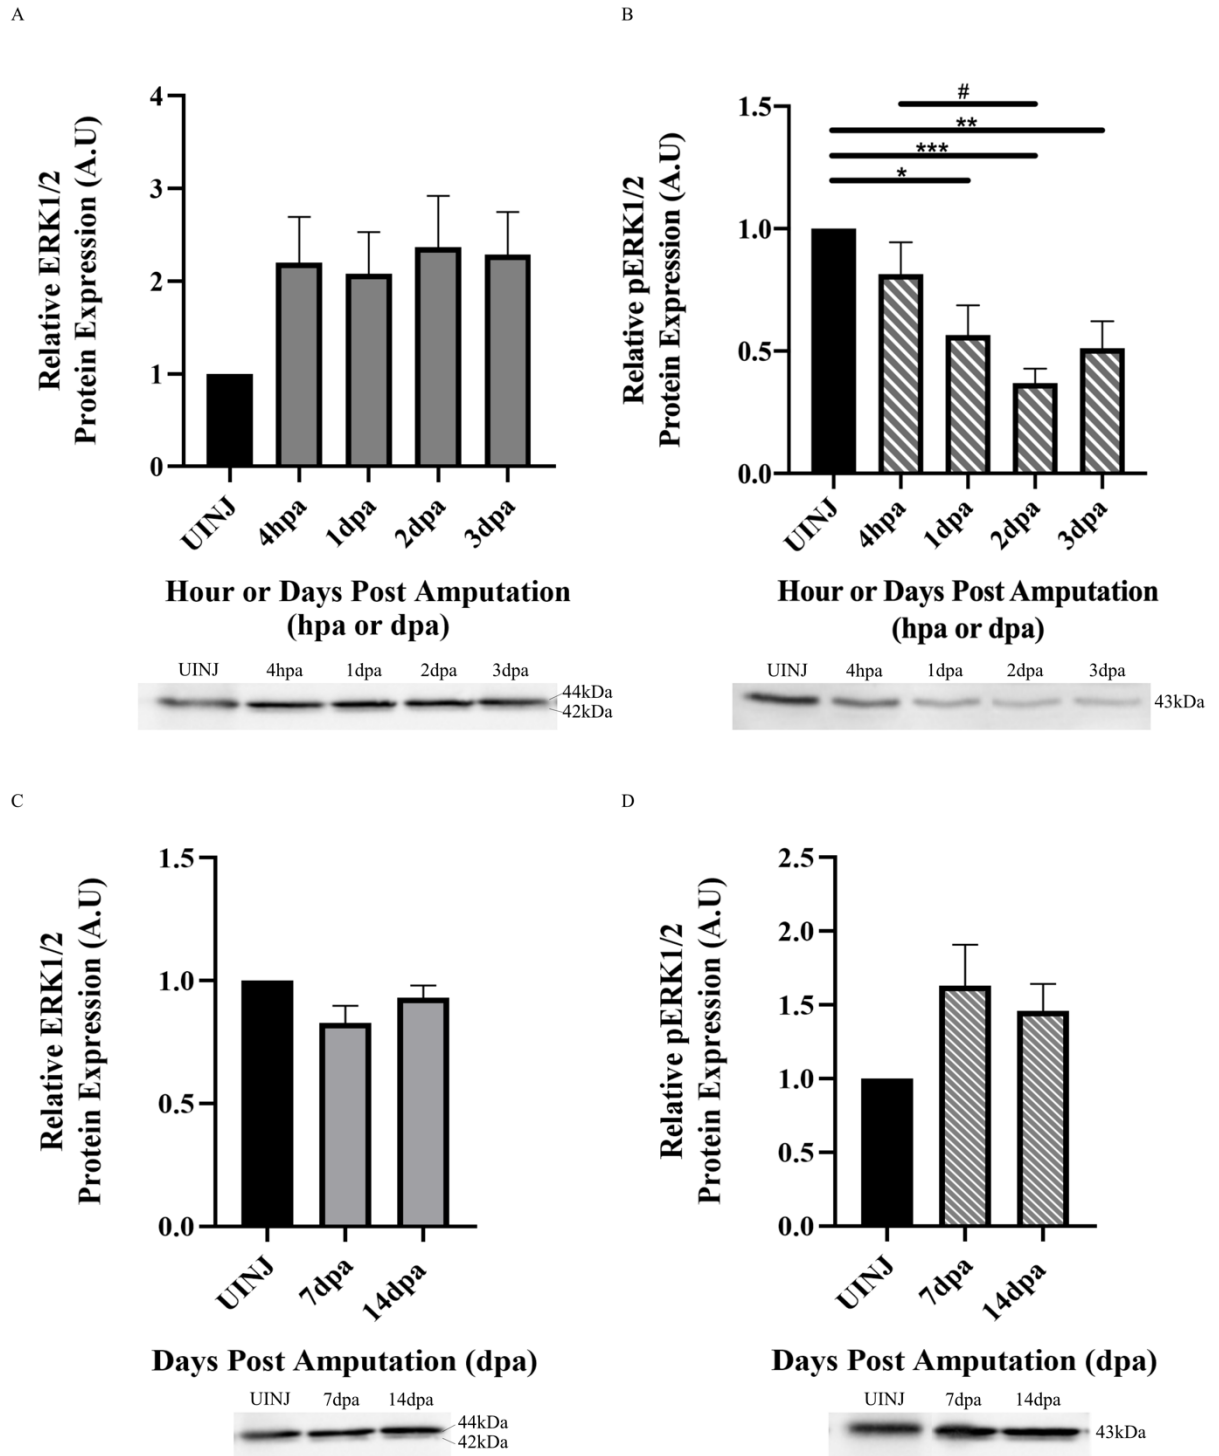 A
Relative ERK1/2
Protein Expression (A.U)
4
3
2
1
0
UINJ 4hpa 1dpa 2dpa 3dpa
Hour or Days Post Amputation
(hpa or dpa)
UINJ 4hpa 1dpa 2dpa 3dpa
44kDa
42kDa
B
Relative pERK1/2
Protein Expression (A.U)
1.5
1.0
0.5
0.0
#
**
***
*
UINJ 4hpa 1dpa 2dpa 3dpa
Hour or Days Post Amputation
(hpa or dpa)
UINJ 4hpa 1dpa 2dpa 3dpa
43kDa
C
Relative ERK1/2
Protein Expression (A.U)
1.5
1.0
0.5
0.0
UINJ 7dpa 14dpa
Days Post Amputation (dpa)
UINJ 7dpa 14dpa
44kDa
42kDa
D
Relative pERK1/2
Protein Expression (A.U)
2.5
2.0
1.5
1.0
0.5
0.0
UINJ 7dpa 14dpa
Days Post Amputation (dpa)
UINJ 7dpa 14dpa
43kDa